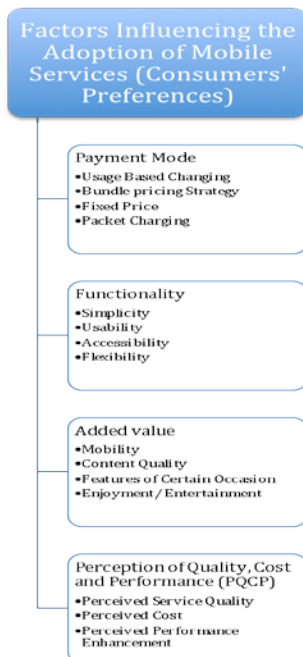 Factors Influencing the
Adoption of Mobile
Services (Consumers'
Preferences)
Payment Mode
•Usage Based Changing
•Bundle pricing Strategy
•Fixed Price
•Packet Charging
Functionality
•Simplicity
•Usability
•Accessibility
•Flexibility
Added value
•Mobility
•Content Quality
•Features of Certain Occasion
•Enjoyment/Entertainment
Perception of Quality, Cost
and Performance (PQCP)
•Perceived Service Quality
•Perceived Cost
•Perceived Performance
Enhancement